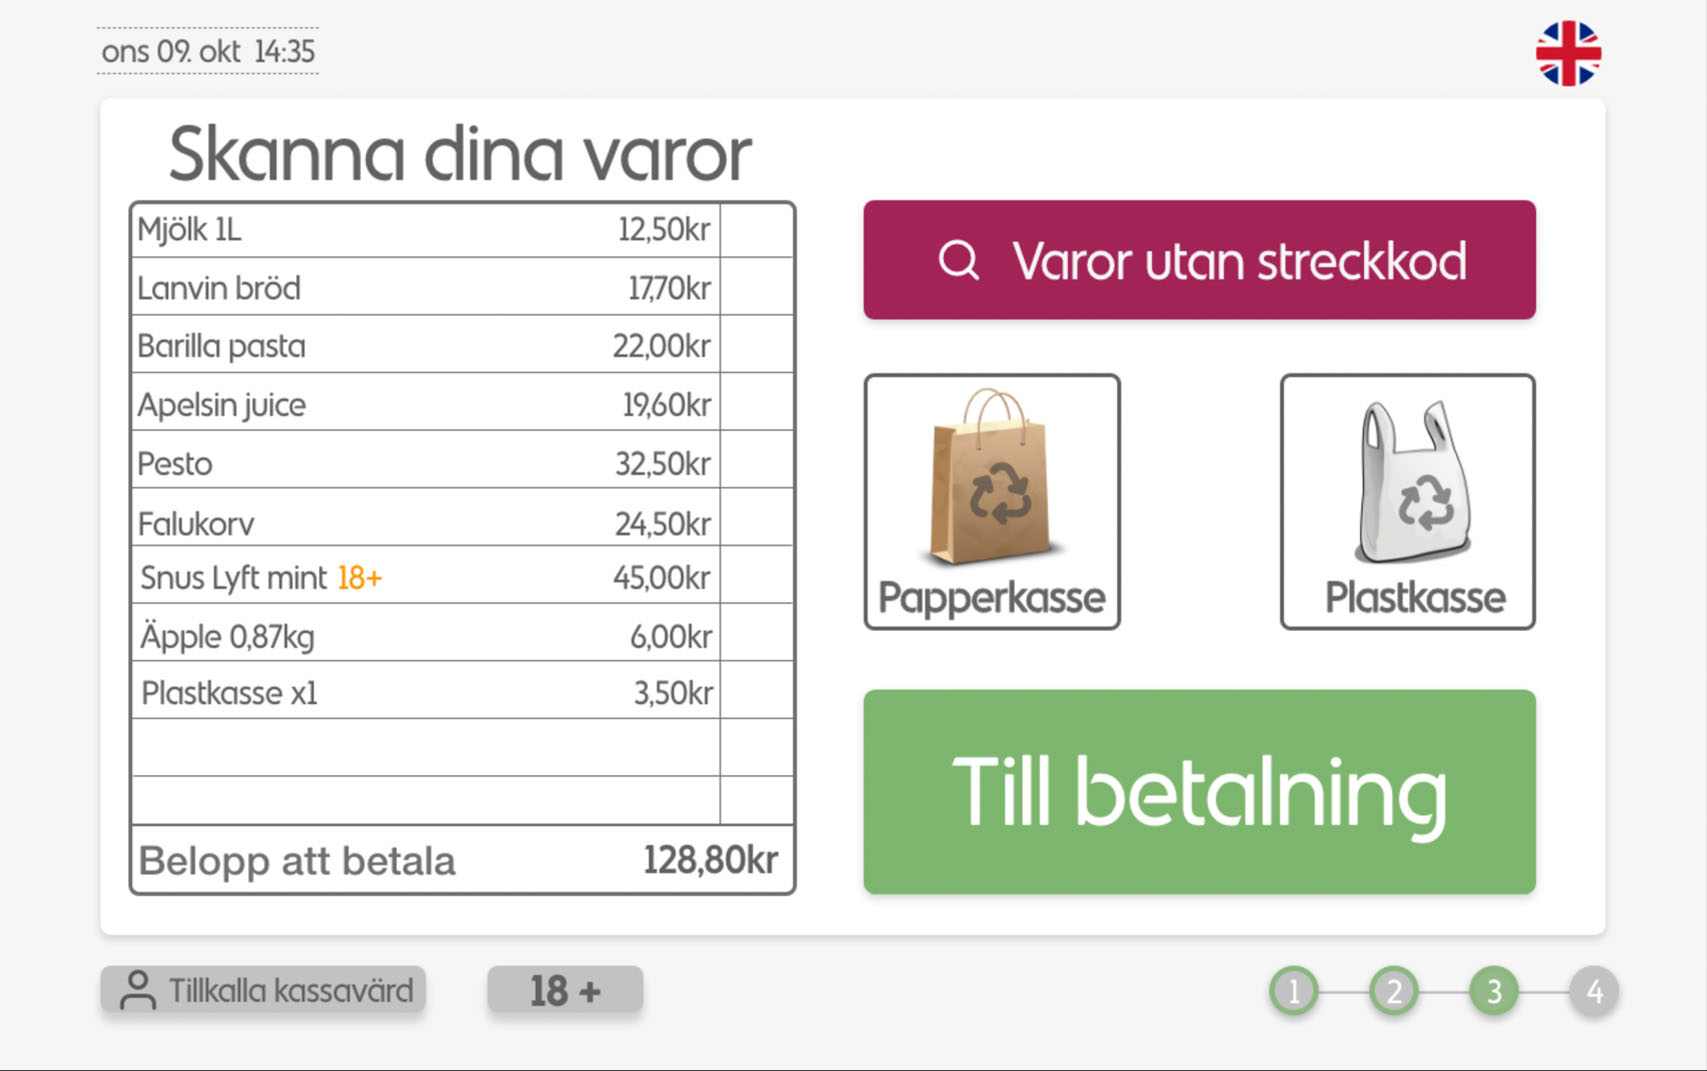 ons 09. okt 14:35
Skanna dina varor
Mjölk 1L 12,50kr
Lanvin bröd 17,70kr
Barilla pasta 22,00kr
Apelsin juice 19,60kr
Pesto 32,50kr
Falukorv 24,50kr
Snus Lyft mint 18+ 45,00kr
Äpple 0,87kg 6,00kr
Plastkasse x1 3,50kr
Belopp att betala 128,80kr
Varor utan streckkod
Papperkasse
Plastkasse
Till betalning
Tillkalla kassavärd
18 +
1 2 3 4